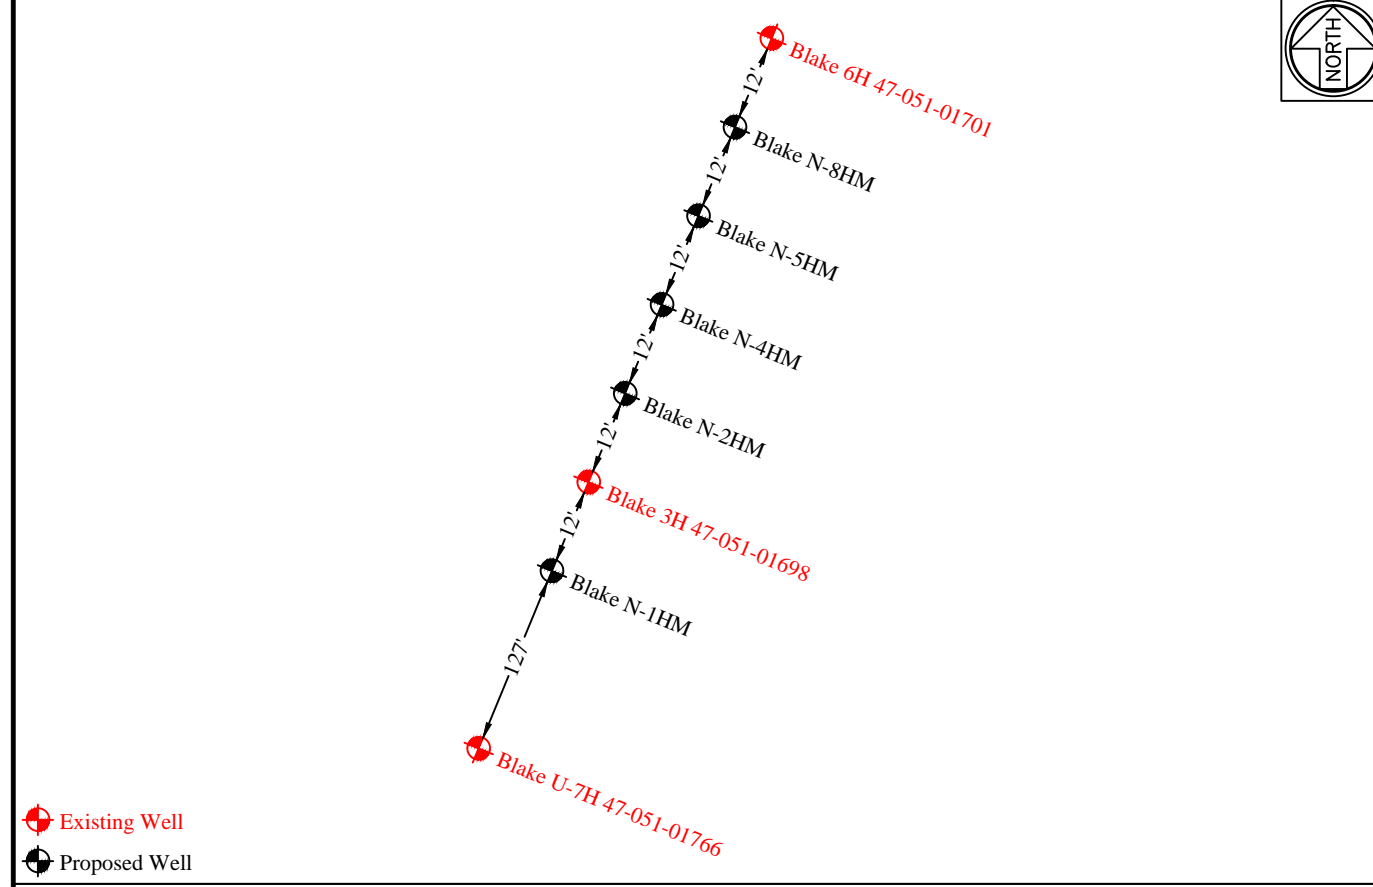 NORTH
Blake 6H 47-051-01701
12'
Blake N-8HM
12'
Blake N-5HM
12'
Blake N-4HM
12'
Blake N-2HM
12'
Blake 3H 47-051-01698
12'
Blake N-1HM
127'
Blake U-7H 47-051-01766
Existing Well
Proposed Well